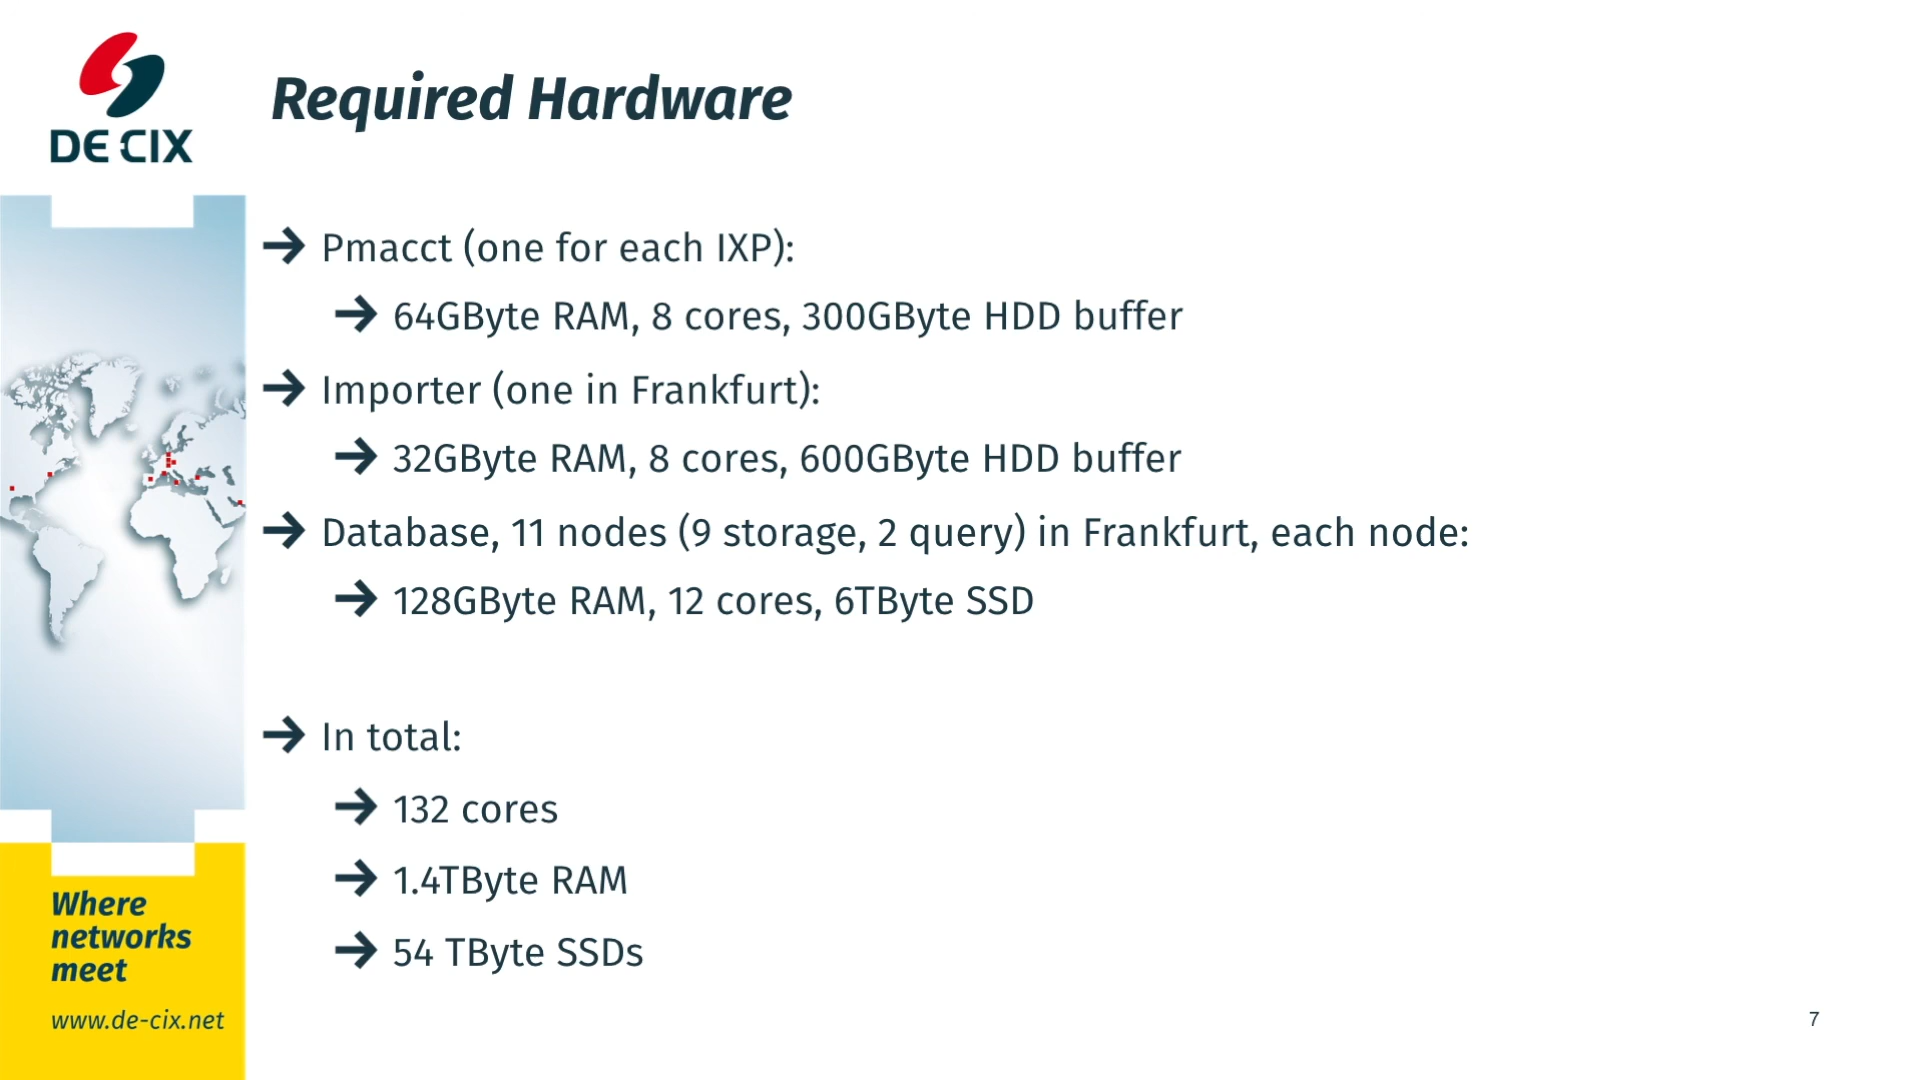 DE CIX
Required Hardware
Pmacct (one for each IXP):
64GByte RAM, 8 cores, 300GByte HDD buffer
Importer (one in Frankfurt):
32GByte RAM, 8 cores, 600GByte HDD buffer
Database, 11 nodes (9 storage, 2 query) in Frankfurt, each node:
128GByte RAM, 12 cores, 6TByte SSD
In total:
132 cores
1.4TByte RAM
54 TByte SSDs
Where
networks
meet
www.de-cix.net
7